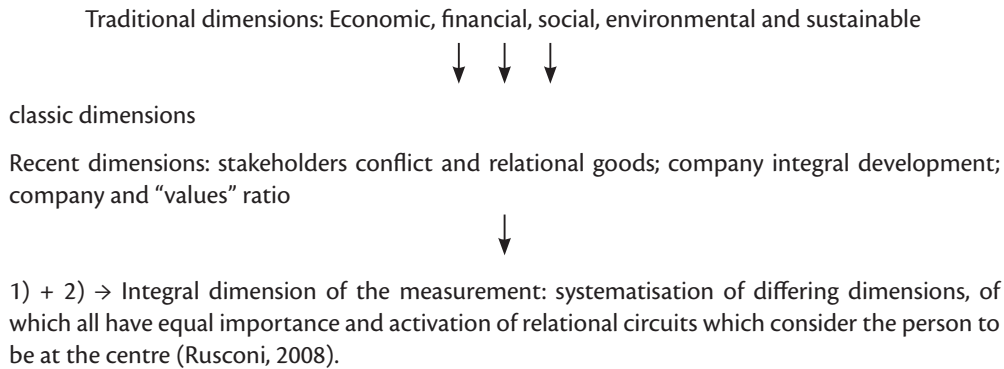 Traditional dimensions: Economic, financial, social, environmental and sustainable
classic dimensions
Recent dimensions: stakeholders conflict and relational goods; company integral development;
company and “values” ratio
1) + 2) → Integral dimension of the measurement: systematisation of differing dimensions, of
which all have equal importance and activation of relational circuits which consider the person to
be at the centre (Rusconi, 2008).